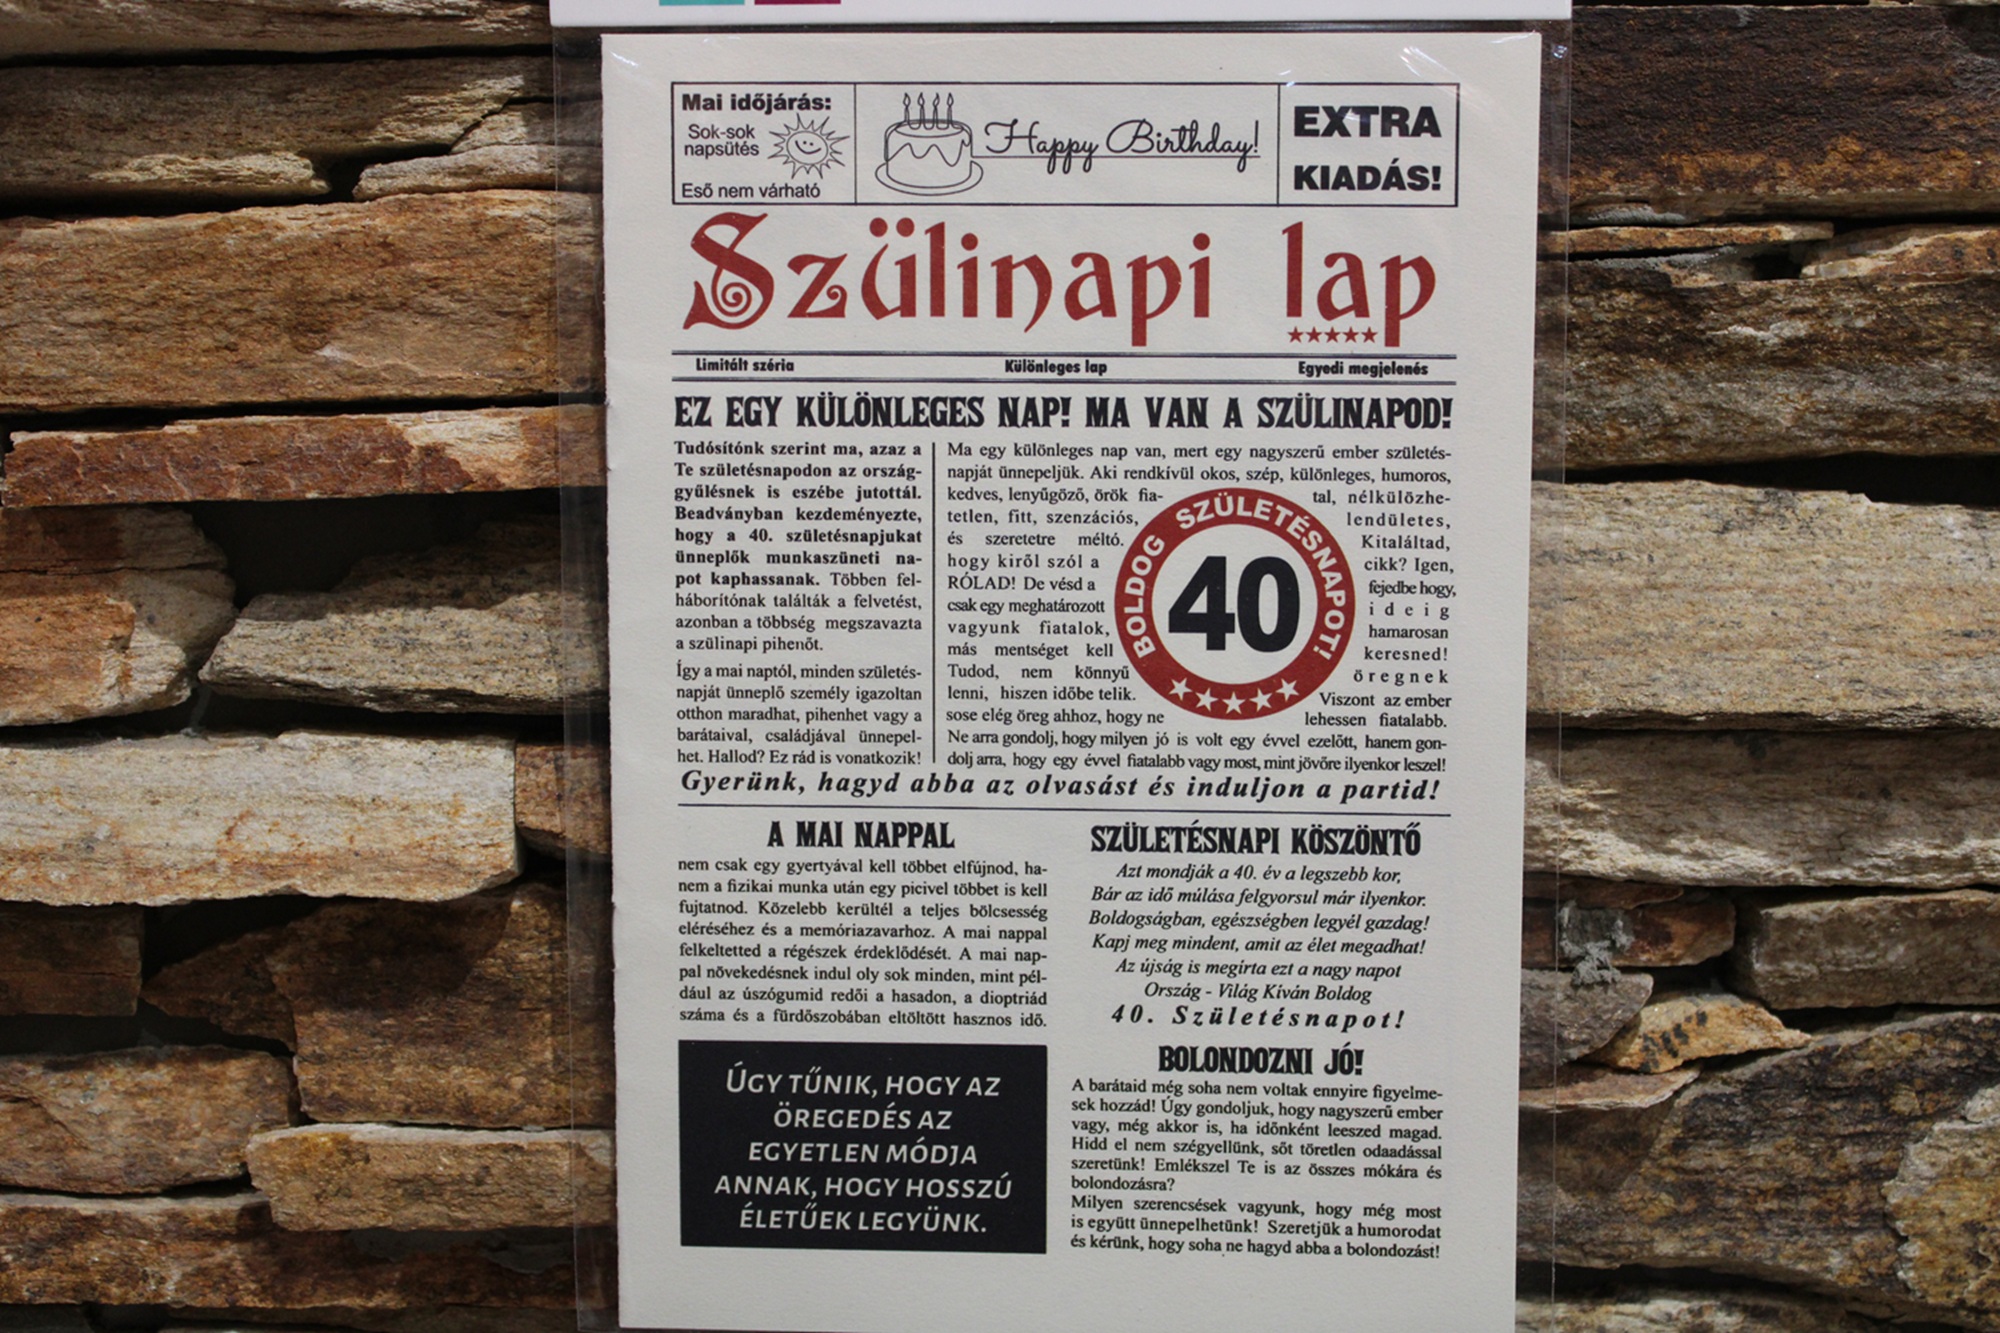 Mai időjárás:
Sok-sok
napsütés
Eső nem várható
Happy Birthday!
EXTRA
KIADÁS!
Szülinapi lap
Limitált széria
Különleges lap
Egyedi megjelenés
EZ EGY KÜLÖNLEGES NAP! MA VAN A SZÜLINAPOD!
Tudósítónk szerint ma, azaz a
Te születésnapodon az ország-
gyűlésnek is eszébe jutottál.
Beadványban kezdeményezte,
hogy a 40. születésnapjukat
ünneplők munkaszüneti na-
pot kaphassanak. Többen fel-
háborítónak találták a felvetést,
azonban a többség megszavazta
a szülinapi pihenőt.
Így a mai naptól, minden születés-
napját ünneplő személy igazoltan
otthon maradhat, pihenhet vagy a
barátaival, családjával ünnepel-
het. Hallod? Ez rád is vonatkozik!
Ma egy különleges nap van, mert egy nagyszerű ember születés-
napját ünnepeljük. Aki rendkívül okos, szép, különleges, humoros,
kedves, lenyűgöző, örök fia- tal, nélkülözhe-
tetlen, fitt, szenzációs, lendületes,
és szeretetre méltó. Kitaláltad,
hogy kiről szól a cikk? Igen,
RÓLAD! De vésd a fejedbe hogy,
csak egy meghatározott ideig
vagyunk fiatalok, hamarosan
más mentséget kell keresned!
Tudod, nem könnyű öregnek
lenni, hiszen időbe telik. Viszont az ember
sose elég öreg ahhoz, hogy ne lehessen fiatalabb.
Ne arra gondolj, hogy milyen jó is volt egy évvel ezelőtt, hanem gon-
dolj arra, hogy egy évvel fiatalabb vagy most, mint jövőre ilyenkor leszel!
BOLDOG SZÜLETÉSNAPOT!
40
Gyerünk, hagyd abba az olvasást és induljon a partid!
A MAI NAPPAL
nem csak egy gyertyával kell többet elfújnod, ha-
nem a fizikai munka után egy picivel többet is kell
fujtatnod. Közelebb kerültél a teljes bölcsesség
eléréséhez és a memóriazavarhoz. A mai nappal
felkeltetted a régészek érdeklődését. A mai nap-
pal növekedésnek indul oly sok minden, mint pél-
dául az úszógumid redői a hasadon, a dioptriád
száma és a fürdőszobában eltöltött hasznos idő.
ÚGY TŰNIK, HOGY AZ
ÖREGEDÉS AZ
EGYETLEN MÓDJA
ANNAK, HOGY HOSSZÚ
ÉLETŰEK LEGYÜNK.
SZÜLETÉSNAPI KÖSZÖNTŐ
Azt mondják a 40. év a legszebb kor,
Bár az idő múlása felgyorsul már ilyenkor.
Boldogságban, egészségben legyél gazdag!
Kapj meg mindent, amit az élet megadhat!
Az újság is megírta ezt a nagy napot
Ország - Világ Kíván Boldog
40. Születésnapot!
BOLONDOZNI JÓ!
A barátaid még soha nem voltak ennyire figyelme-
sek hozzád! Úgy gondoljuk, hogy nagyszerű ember
vagy, még akkor is, ha időnként leeszed magad.
Hidd el nem szégyellünk, sőt töretlen odaadással
szeretünk! Emlékszel Te is az összes mókára és
bolondozásra?
Milyen szerencsések vagyunk, hogy még most
is együtt ünnepelhetünk! Szeretjük a humorodat
és kérünk, hogy soha ne hagyd abba a bolondozást!